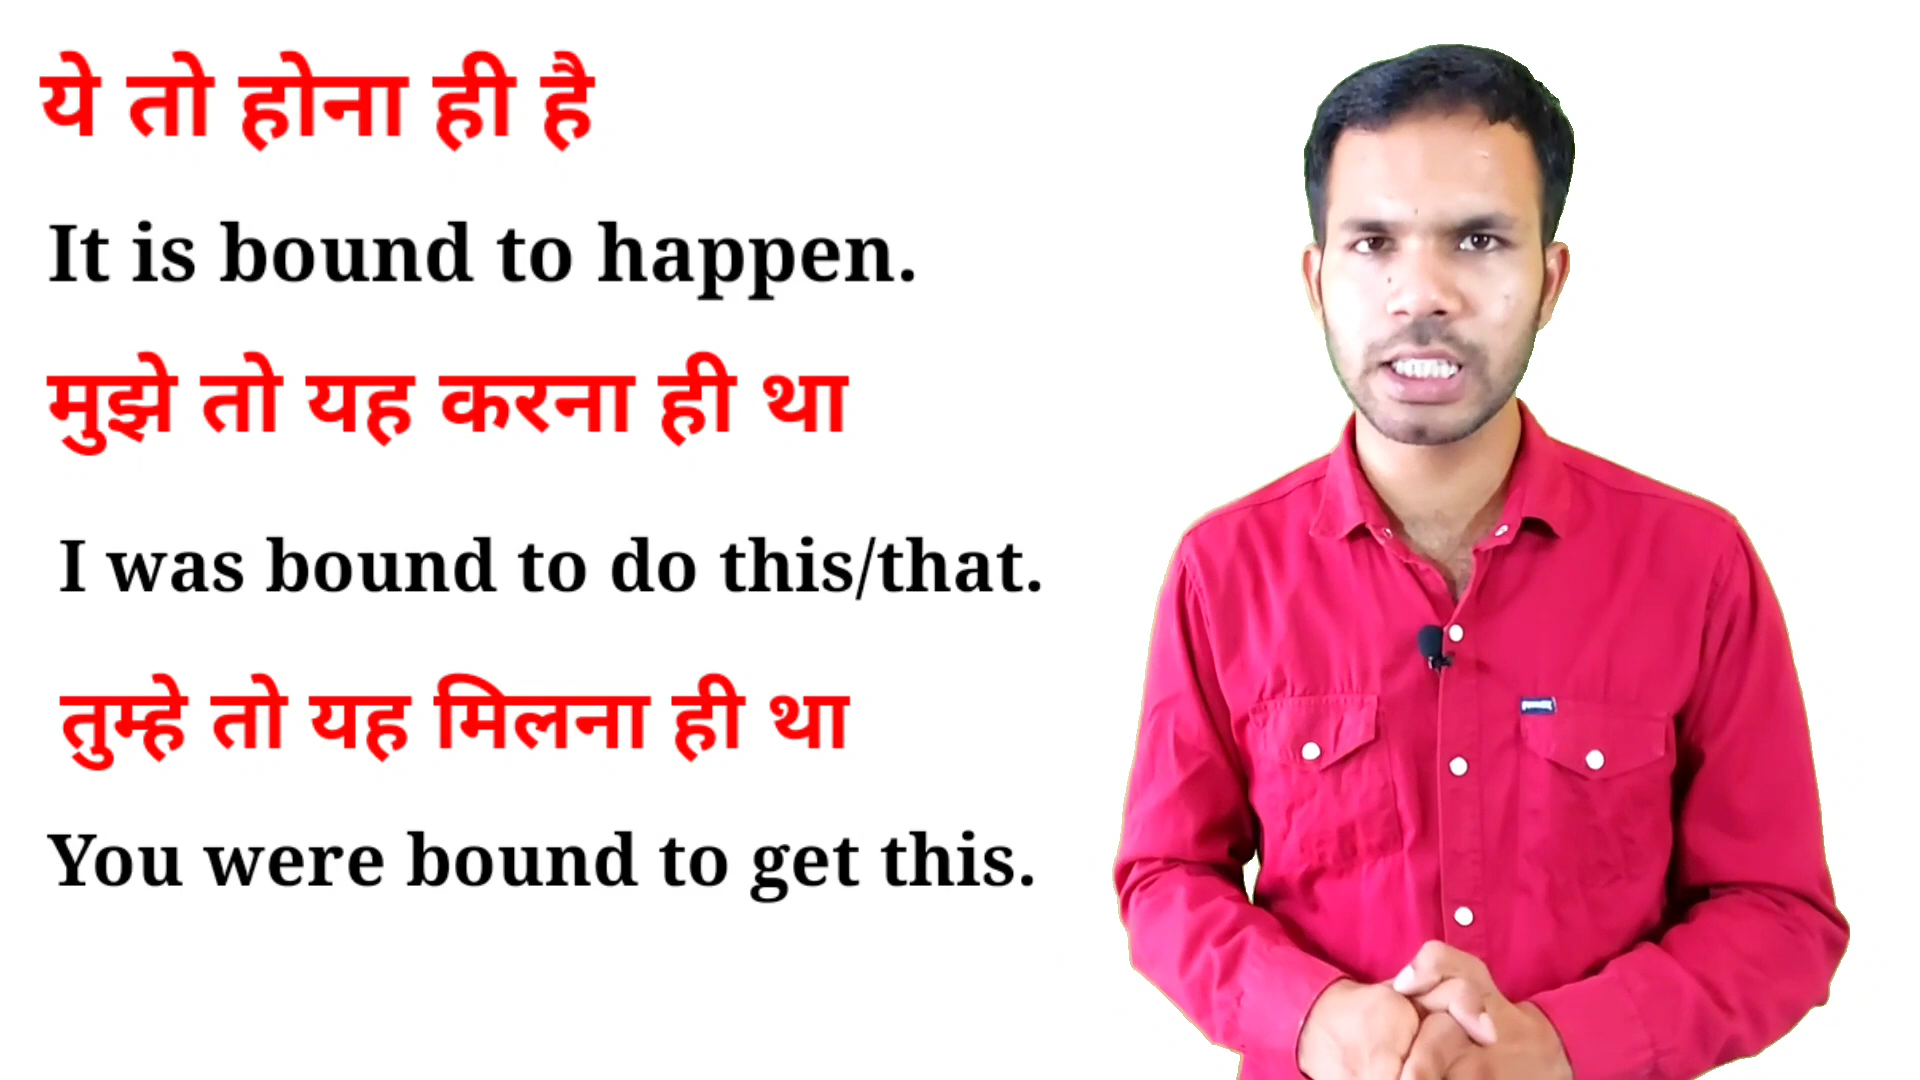 ये तो होना ही है
It is bound to happen.
मुझे तो यह करना ही था
I was bound to do this/that.
तुम्हे तो यह मिलना ही था
You were bound to get this.